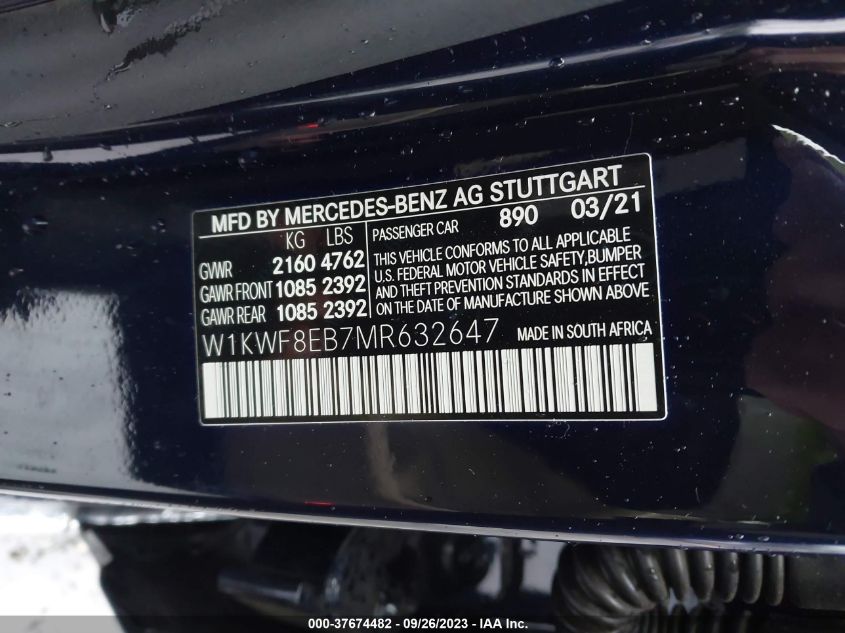 MFD BY MERCEDES-BENZ AG STUTTGART
KG LBS
GVWR 2160 4762
GAWR FRONT 1085 2392
GAWR REAR 1085 2392
PASSENGER CAR 890 03/21
THIS VEHICLE CONFORMS TO ALL APPLICABLE
U.S. FEDERAL MOTOR VEHICLE SAFETY,BUMPER
AND THEFT PREVENTION STANDARDS IN EFFECT
ON THE DATE OF MANUFACTURE SHOWN ABOVE
W1KWF8EB7MR632647 MADE IN SOUTH AFRICA
000-37674482 - 09/26/2023 - IAA Inc.